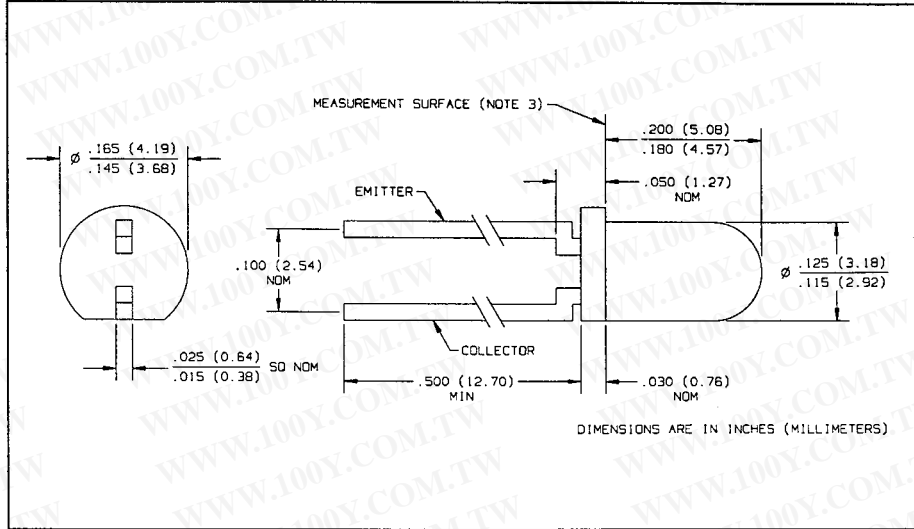 MEASUREMENT SURFACE (NOTE 3)
.200 (5.08)
.180 (4.57)
Ø .165 (4.19)
.145 (3.68)
.050 (1.27)
NOM
EMITTER
.100 (2.54)
NOM
Ø .125 (3.18)
.115 (2.92)
COLLECTOR
.025 (0.64)
.015 (0.38) SQ NOM
.500 (12.70)
MIN
.030 (0.76)
NOM
DIMENSIONS ARE IN INCHES (MILLIMETERS)
WWW.100Y.COM.TW